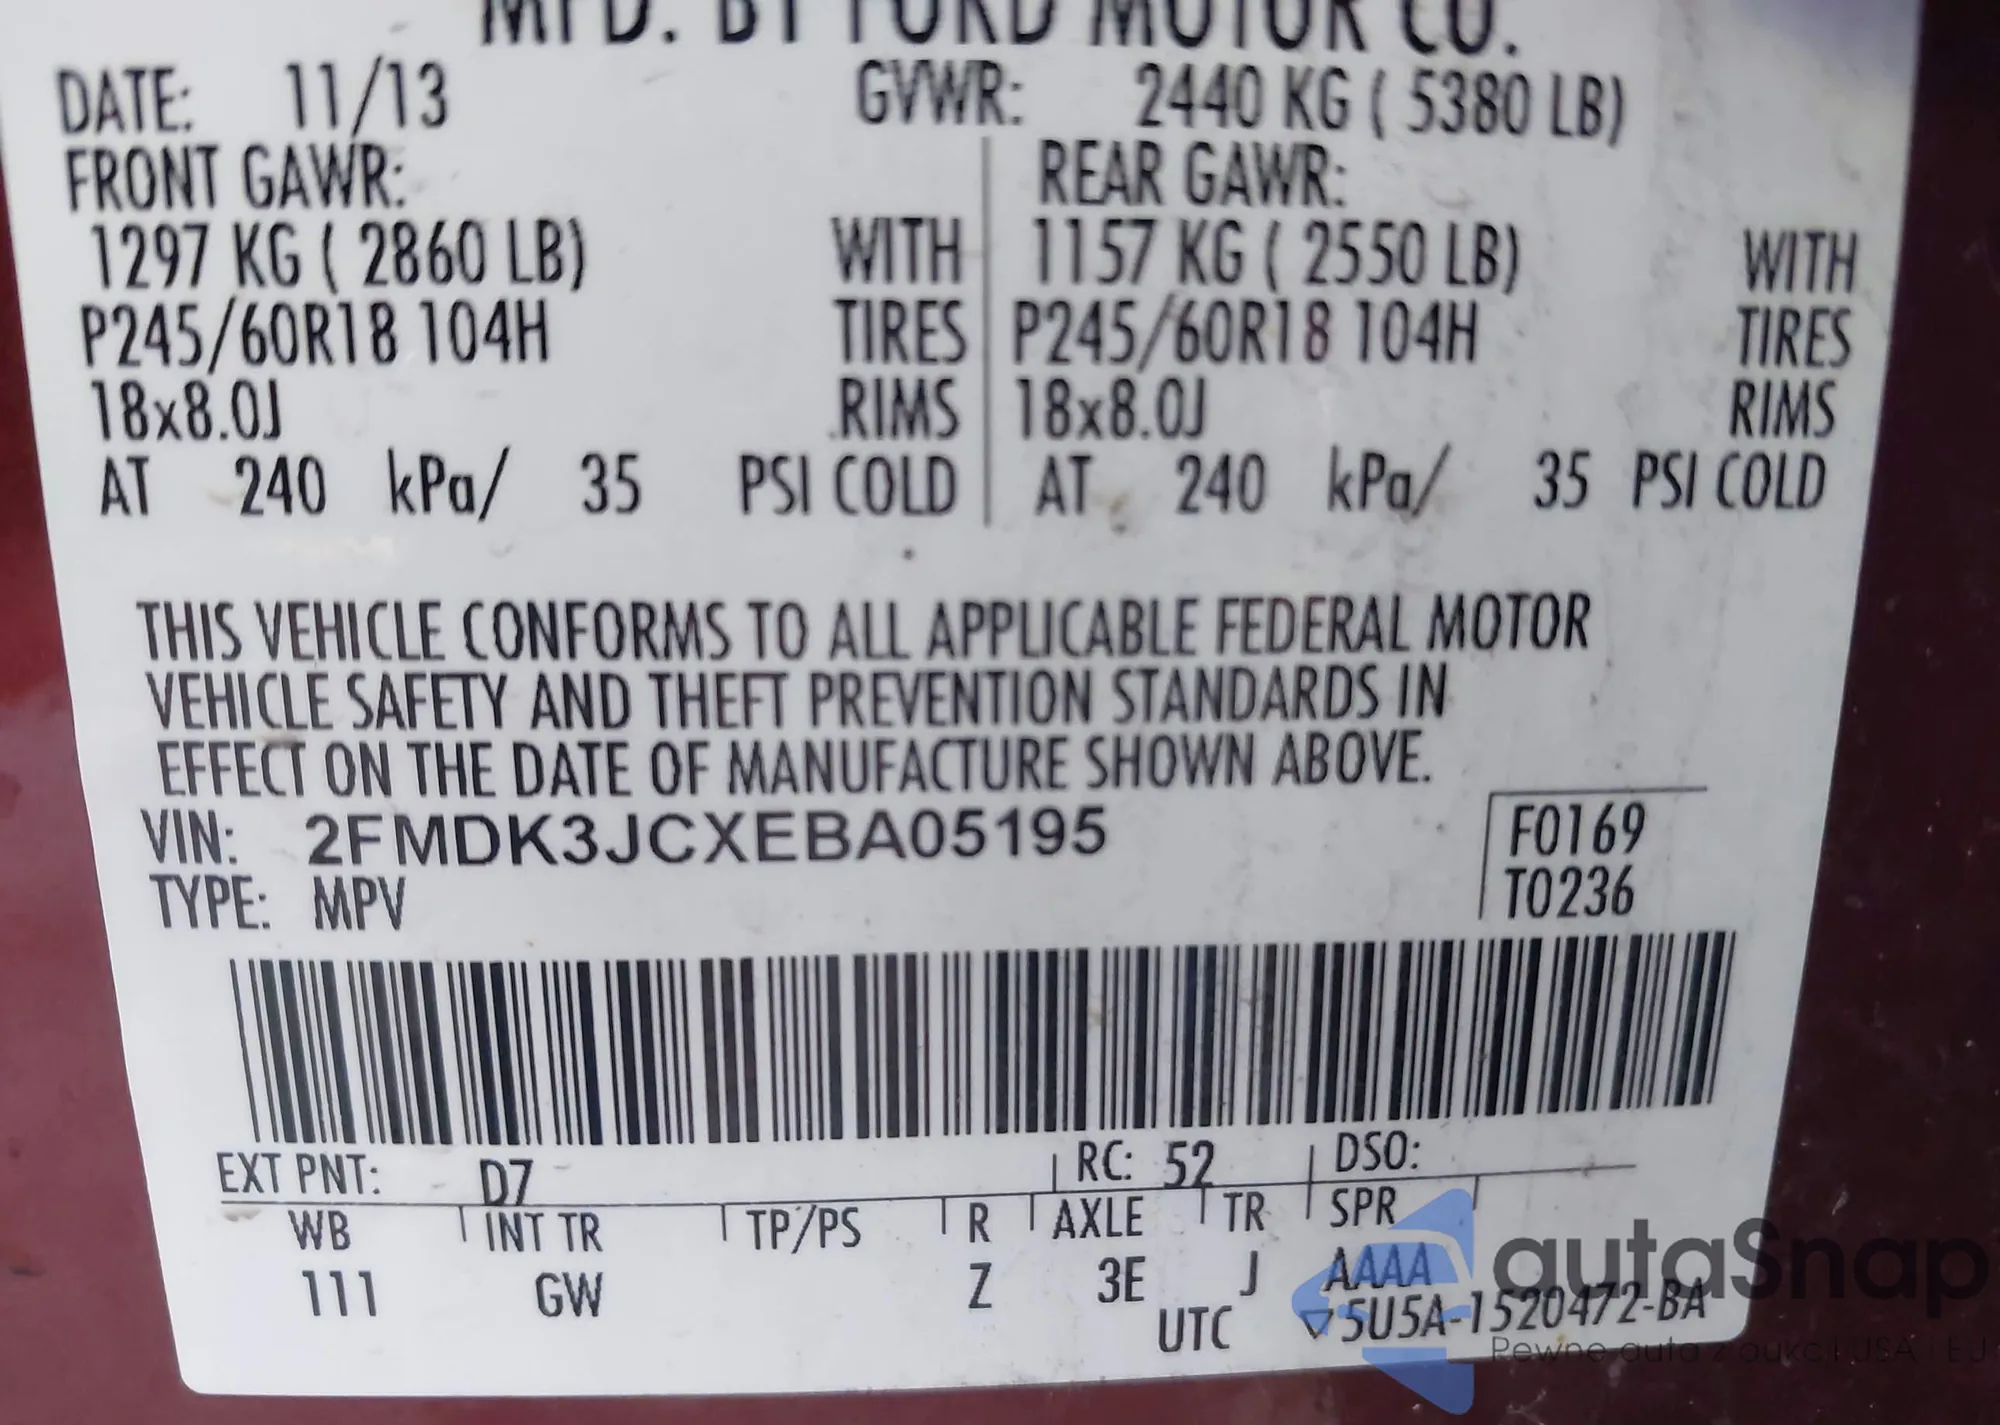 MFD. BY FORD MOTOR CO.
DATE: 11/13 GVWR: 2440 KG ( 5380 LB)
FRONT GAWR: REAR GAWR:
1297 KG ( 2860 LB) WITH 1157 KG ( 2550 LB) WITH
P245/60R18 104H TIRES P245/60R18 104H TIRES
18x8.0J RIMS 18x8.0J RIMS
AT 240 kPa/ 35 PSI COLD AT 240 kPa/ 35 PSI COLD
THIS VEHICLE CONFORMS TO ALL APPLICABLE FEDERAL MOTOR
VEHICLE SAFETY AND THEFT PREVENTION STANDARDS IN
EFFECT ON THE DATE OF MANUFACTURE SHOWN ABOVE.
VIN: 2FMDK3JCXEBA05195 F0169
TYPE: MPV T0236
EXT PNT: D7 RC: 52 DSO:
WB INT TR TP/PS R AXLE TR SPR
111 GW Z 3E J AAAA
UTC ▽5U5A-1520472-BA
autaSnap
Pewne auta z aukcji USA i EU